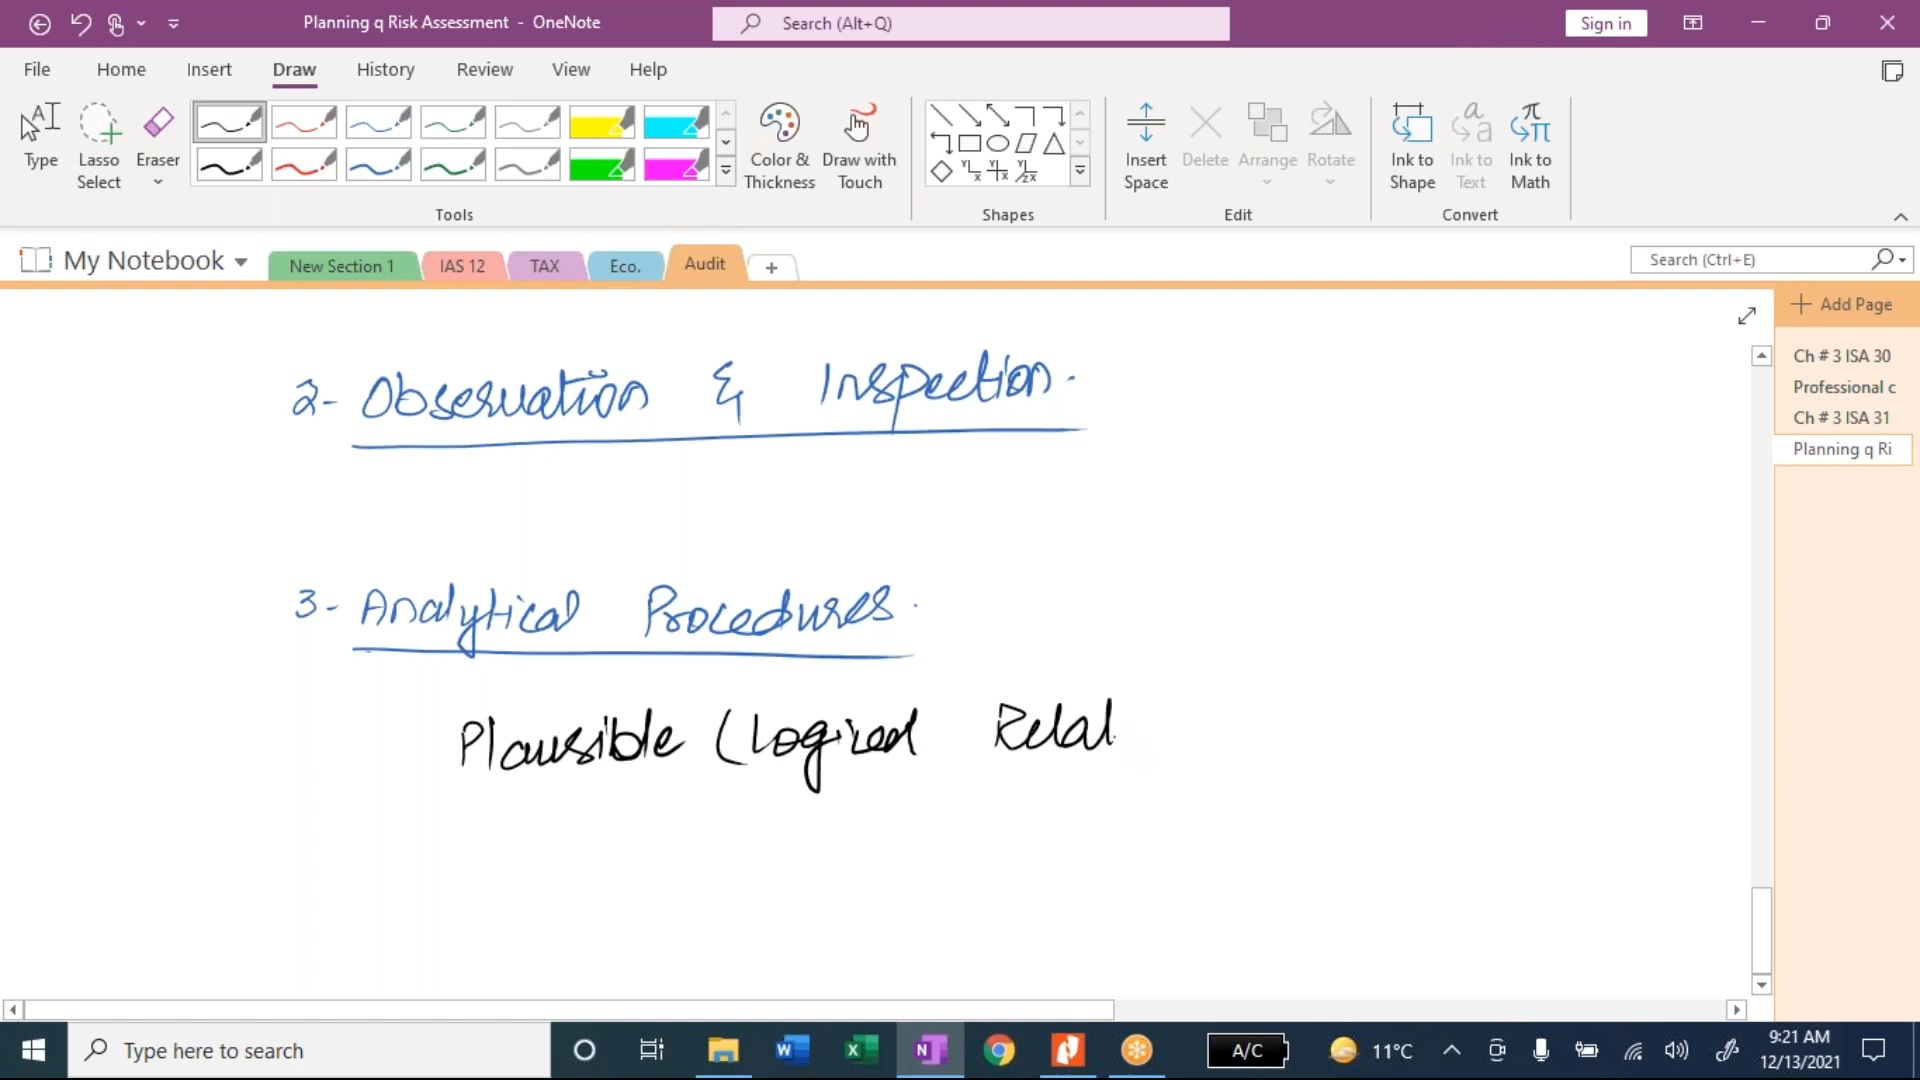 Planning q Risk Assessment - OneNote
Search (Alt+Q)
Sign in
File Home Insert Draw History Review View Help
Type
Lasso Select
Eraser
Color & Thickness
Draw with Touch
Insert Space
Delete
Arrange
Rotate
Ink to Shape
Ink to Text
Ink to Math
Tools Shapes Edit Convert
My Notebook
New Section 1 IAS 12 TAX Eco. Audit
Search (Ctrl+E)
Add Page
Ch # 3 ISA 30
Professional c
Ch # 3 ISA 31
Planning q Ri
2- Observation & Inspection.
3- Analytical Procedures.
Plausible (Logical Relat
Type here to search
A/C
11°C
9:21 AM
12/13/2021